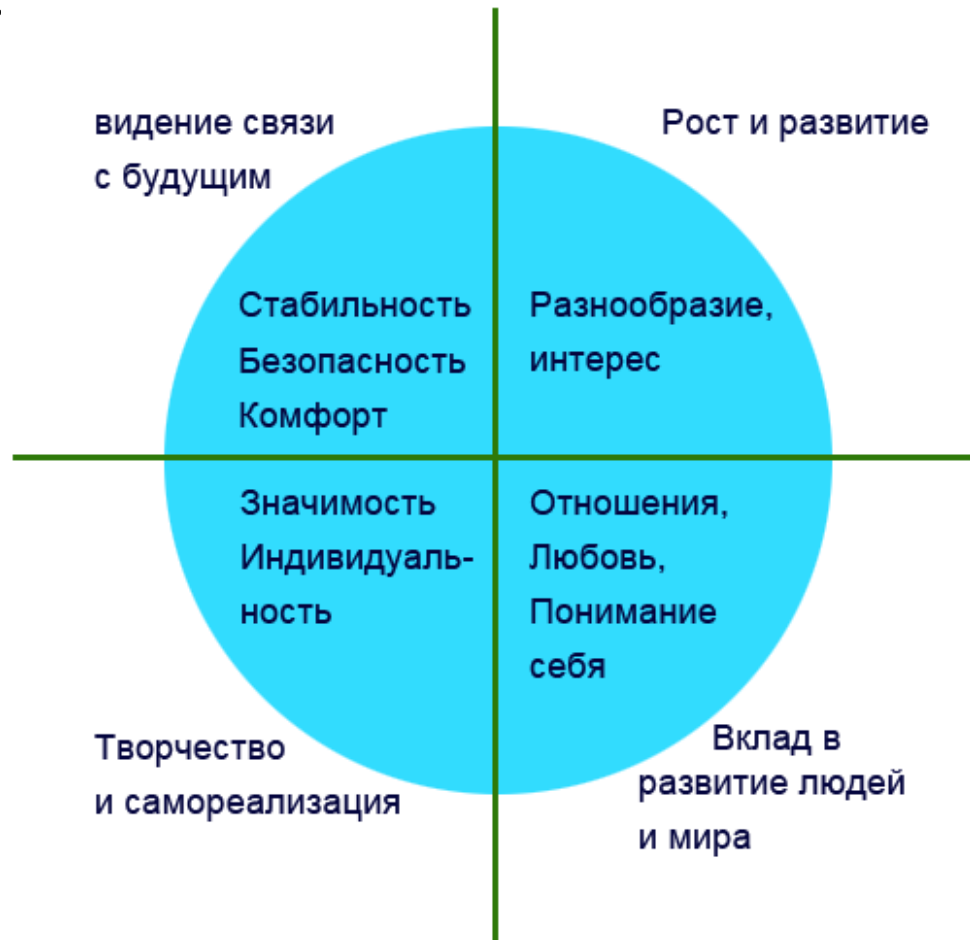 видение связи
с будущим
Рост и развитие
Стабильность
Безопасность
Комфорт
Разнообразие,
интерес
Значимость
Индивидуаль-
ность
Отношения,
Любовь,
Понимание
себя
Творчество
и самореализация
Вклад в
развитие людей
и мира